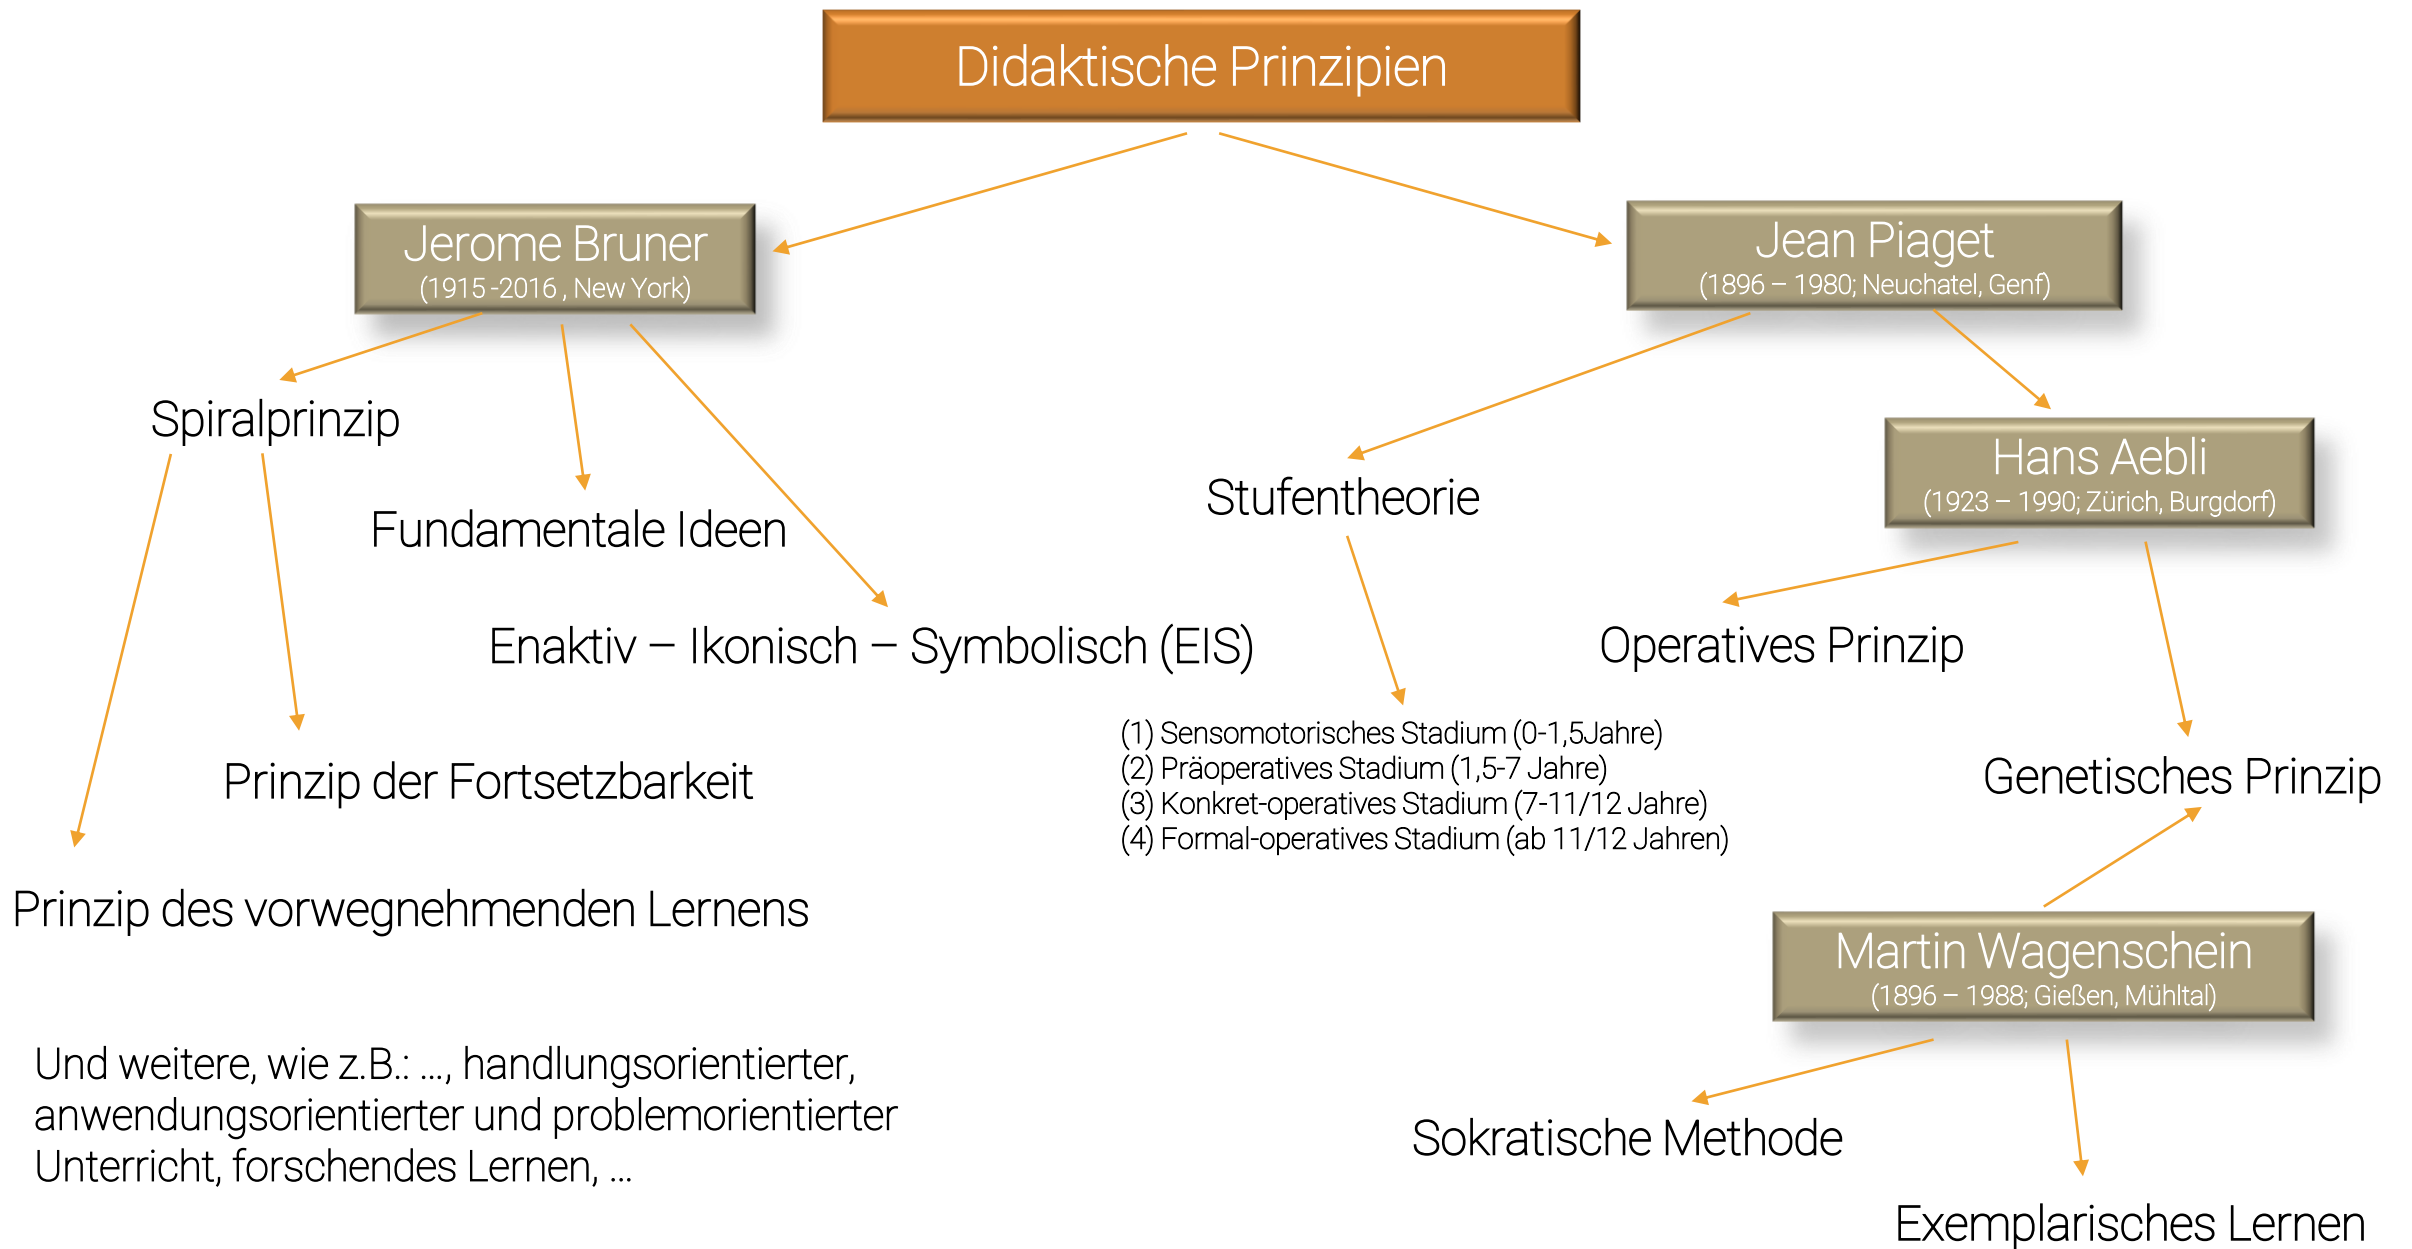 Didaktische Prinzipien
Jerome Bruner
(1915 -2016 , New York)
Jean Piaget
(1896 – 1980; Neuchatel, Genf)
Spiralprinzip
Fundamentale Ideen
Enaktiv – Ikonisch – Symbolisch (EIS)
Prinzip der Fortsetzbarkeit
Prinzip des vorwegnehmenden Lernens
Stufentheorie
(1) Sensomotorisches Stadium (0-1,5Jahre)
(2) Präoperatives Stadium (1,5-7 Jahre)
(3) Konkret-operatives Stadium (7-11/12 Jahre)
(4) Formal-operatives Stadium (ab 11/12 Jahren)
Hans Aebli
(1923 – 1990; Zürich, Burgdorf)
Operatives Prinzip
Genetisches Prinzip
Martin Wagenschein
(1896 – 1988; Gießen, Mühltal)
Sokratische Methode
Exemplarisches Lernen
Und weitere, wie z.B.: ..., handlungsorientierter,
anwendungsorientierter und problemorientierter
Unterricht, forschendes Lernen, ...